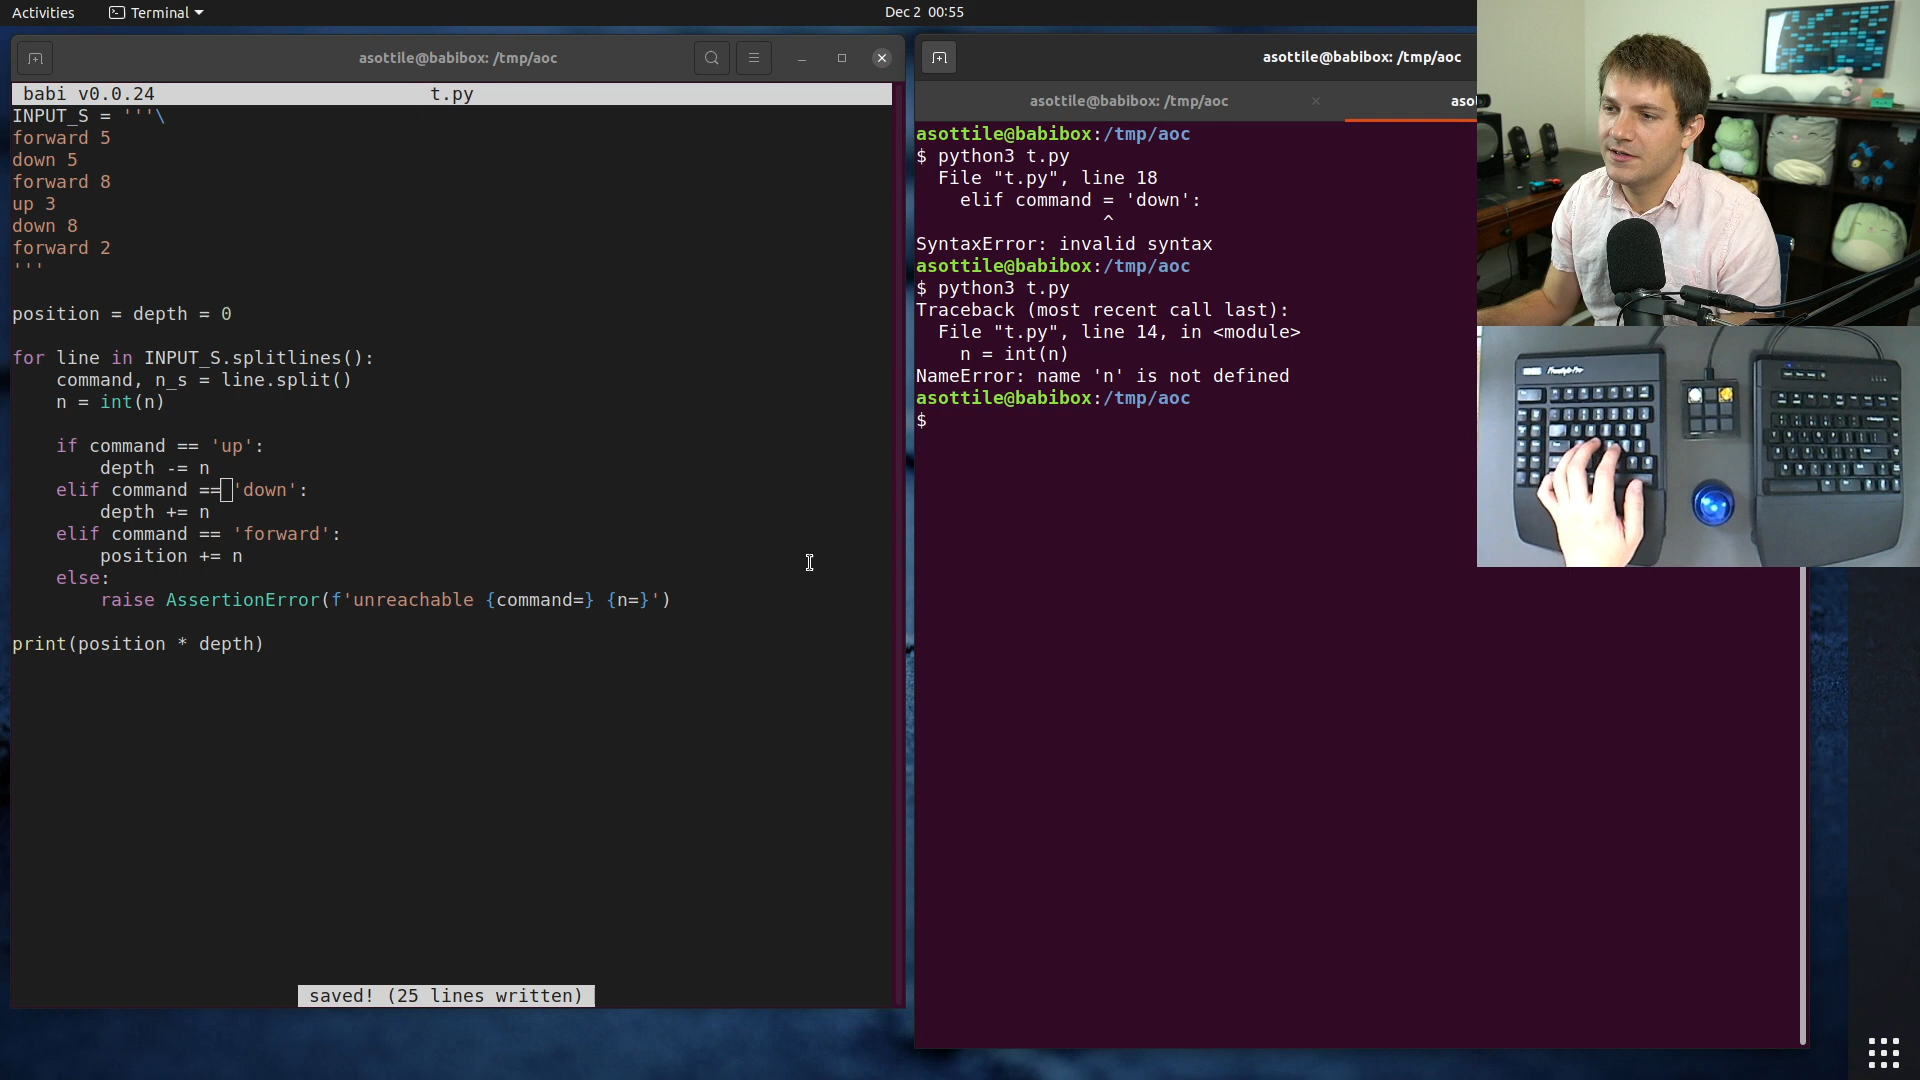 Activities
Terminal
Dec 2 00:55
asottile@babibox: /tmp/aoc
babi v0.0.24 t.py
INPUT_S = '''\
forward 5
down 5
forward 8
up 3
down 8
forward 2
'''
position = depth = 0
for line in INPUT_S.splitlines():
    command, n_s = line.split()
    n = int(n)
    if command == 'up':
        depth -= n
    elif command == 'down':
        depth += n
    elif command == 'forward':
        position += n
    else:
        raise AssertionError(f'unreachable {command=} {n=}')
print(position * depth)
saved! (25 lines written)
asottile@babibox: /tmp/aoc
asottile@babibox: /tmp/aoc
aso
asottile@babibox:/tmp/aoc
$ python3 t.py
  File "t.py", line 18
    elif command = 'down':
                 ^
SyntaxError: invalid syntax
asottile@babibox:/tmp/aoc
$ python3 t.py
Traceback (most recent call last):
  File "t.py", line 14, in <module>
    n = int(n)
NameError: name 'n' is not defined
asottile@babibox:/tmp/aoc
$
Freestyle Pro